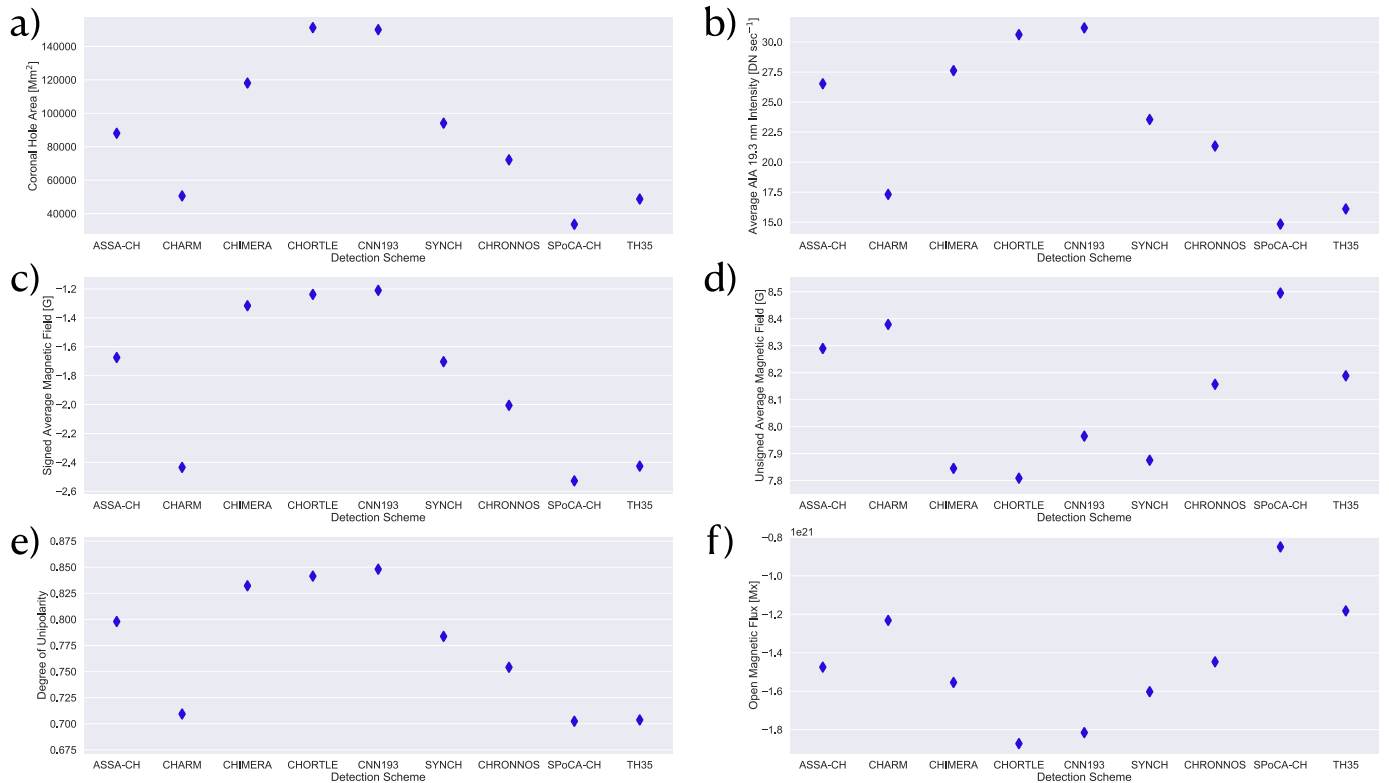 a)
Coronal Hole Area [Mm²]
140000
120000
100000
80000
60000
40000
ASSA-CH CHARM CHIMERA CHORTLE CNN193 SYNCH CHRONNOS SPoCA-CH TH35
Detection Scheme
b)
Average AIA 19.3 nm Intensity [DN sec⁻¹]
30.0
27.5
25.0
22.5
20.0
17.5
15.0
ASSA-CH CHARM CHIMERA CHORTLE CNN193 SYNCH CHRONNOS SPoCA-CH TH35
Detection Scheme
c)
Signed Average Magnetic Field [G]
−1.2
−1.4
−1.6
−1.8
−2.0
−2.2
−2.4
−2.6
ASSA-CH CHARM CHIMERA CHORTLE CNN193 SYNCH CHRONNOS SPoCA-CH TH35
Detection Scheme
d)
Unsigned Average Magnetic Field [G]
8.5
8.4
8.3
8.2
8.1
8.0
7.9
7.8
ASSA-CH CHARM CHIMERA CHORTLE CNN193 SYNCH CHRONNOS SPoCA-CH TH35
Detection Scheme
e)
Degree of Unipolarity
0.875
0.850
0.825
0.800
0.775
0.750
0.725
0.700
0.675
ASSA-CH CHARM CHIMERA CHORTLE CNN193 SYNCH CHRONNOS SPoCA-CH TH35
Detection Scheme
f)
1e21
Open Magnetic Flux [Mx]
−0.8
−1.0
−1.2
−1.4
−1.6
−1.8
ASSA-CH CHARM CHIMERA CHORTLE CNN193 SYNCH CHRONNOS SPoCA-CH TH35
Detection Scheme